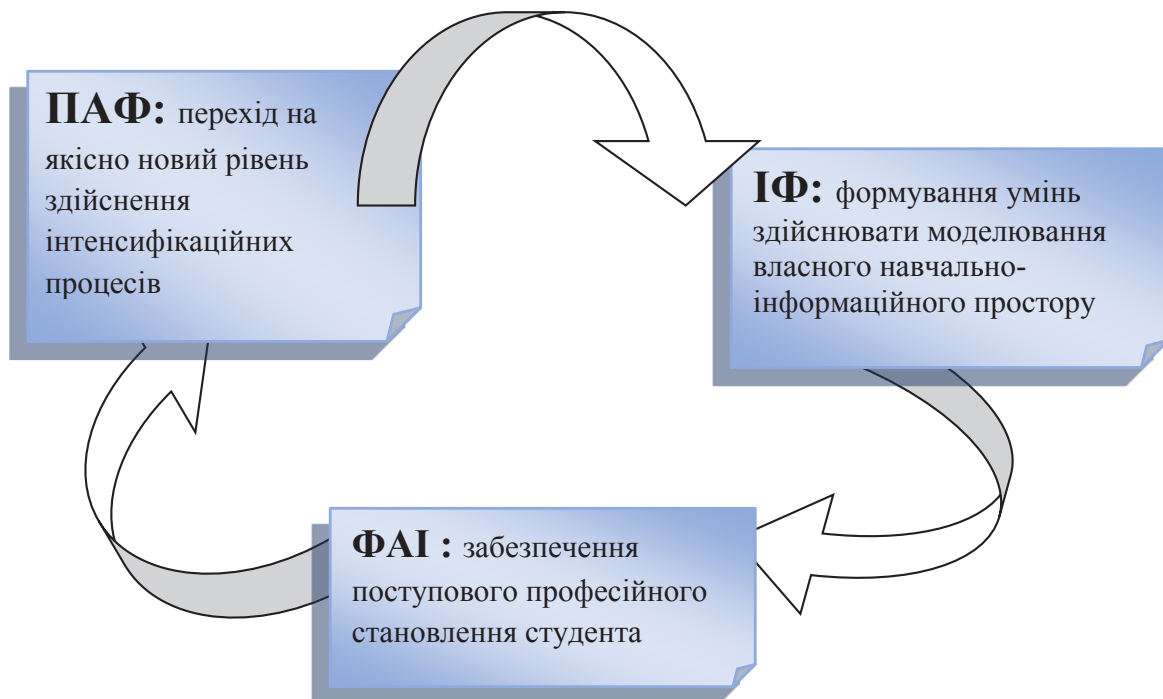 ПАФ: перехід на
якісно новий рівень
здійснення
інтенсифікаційних
процесів
ІФ: формування умінь
здійснювати моделювання
власного навчально-
інформаційного простору
ФАІ : забезпечення
поступового професійного
становлення студента